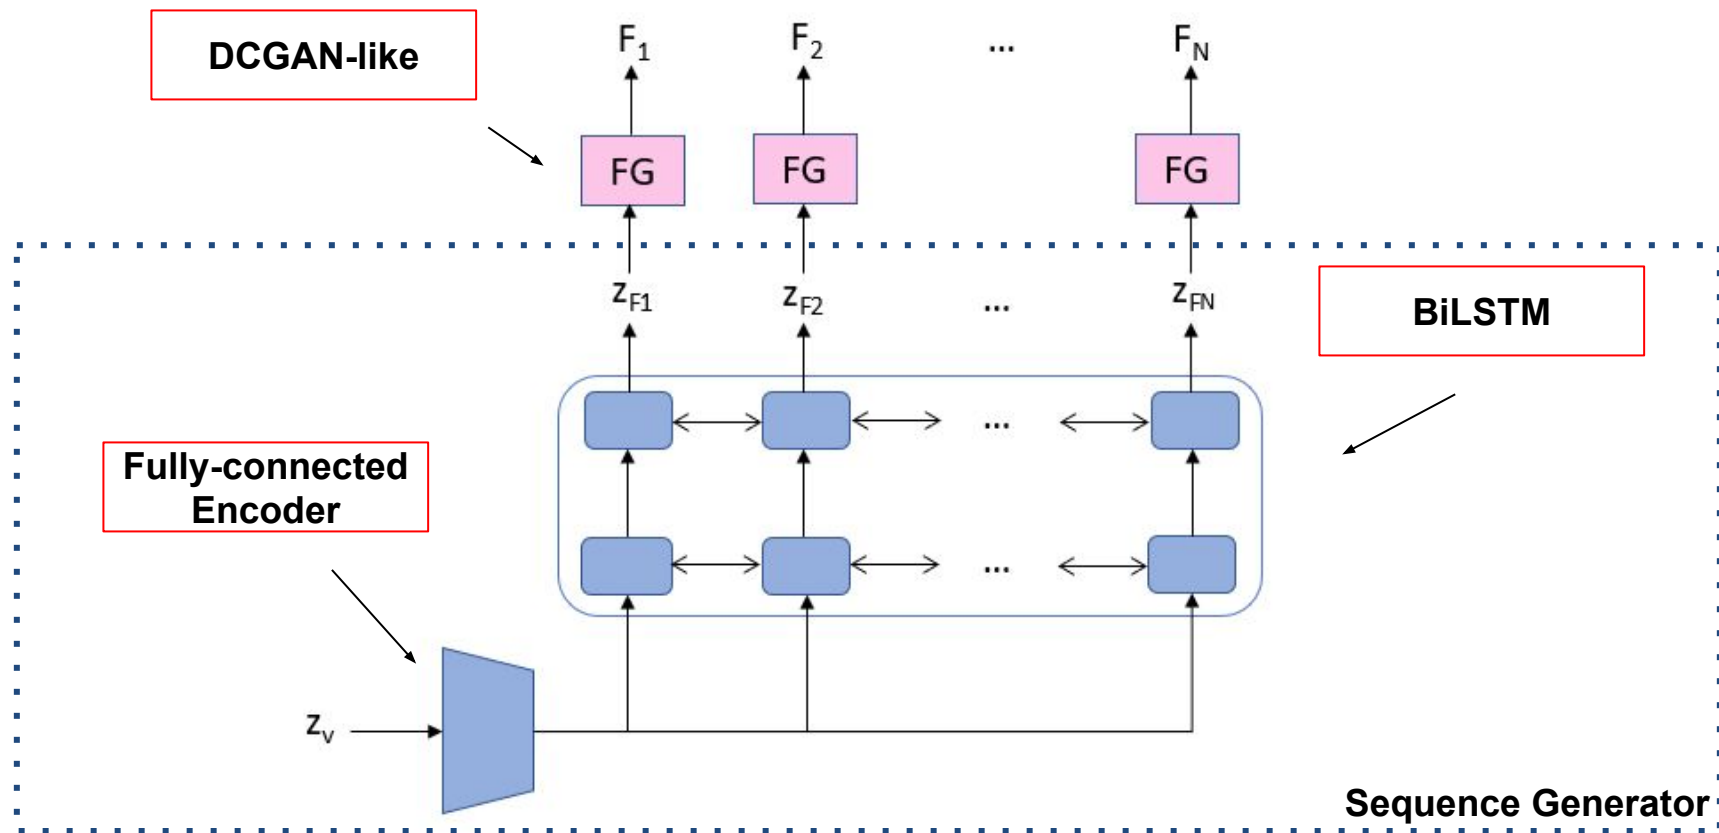 DCGAN-like
F1 F2 ... FN
FG FG FG
zF1 zF2 ... zFN
BiLSTM
...
Fully-connected
Encoder
...
zv
Sequence Generator